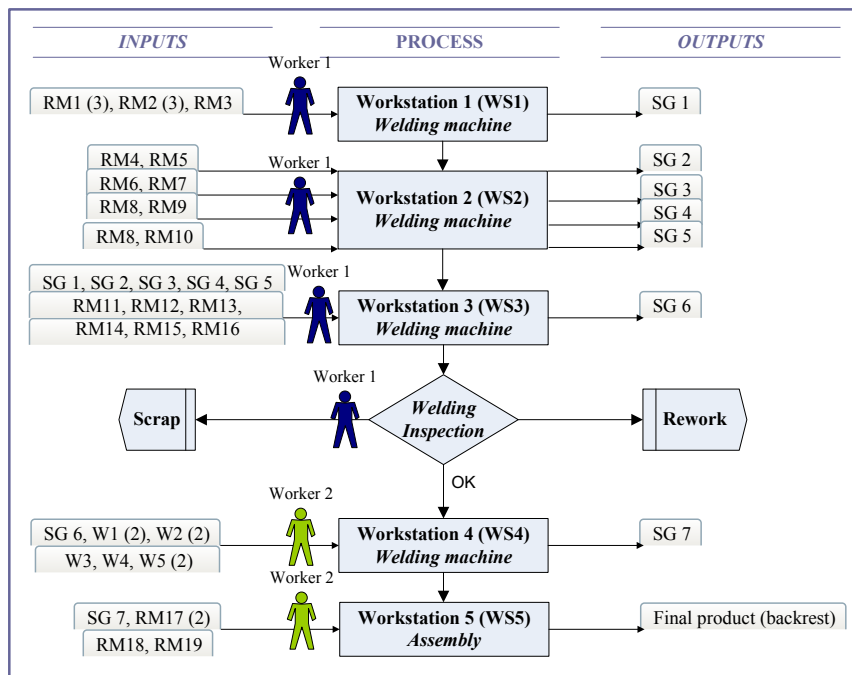 INPUTS PROCESS OUTPUTS
Worker 1
RM1 (3), RM2 (3), RM3
Workstation 1 (WS1)
Welding machine
SG 1
Worker 1
RM4, RM5
RM6, RM7
RM8, RM9
RM8, RM10
Workstation 2 (WS2)
Welding machine
SG 2
SG 3
SG 4
SG 5
Worker 1
SG 1, SG 2, SG 3, SG 4, SG 5
RM11, RM12, RM13,
RM14, RM15, RM16
Workstation 3 (WS3)
Welding machine
SG 6
Worker 1
Scrap
Welding
Inspection
Rework
OK
Worker 2
SG 6, W1 (2), W2 (2)
W3, W4, W5 (2)
Workstation 4 (WS4)
Welding machine
SG 7
Worker 2
SG 7, RM17 (2)
RM18, RM19
Workstation 5 (WS5)
Assembly
Final product (backrest)